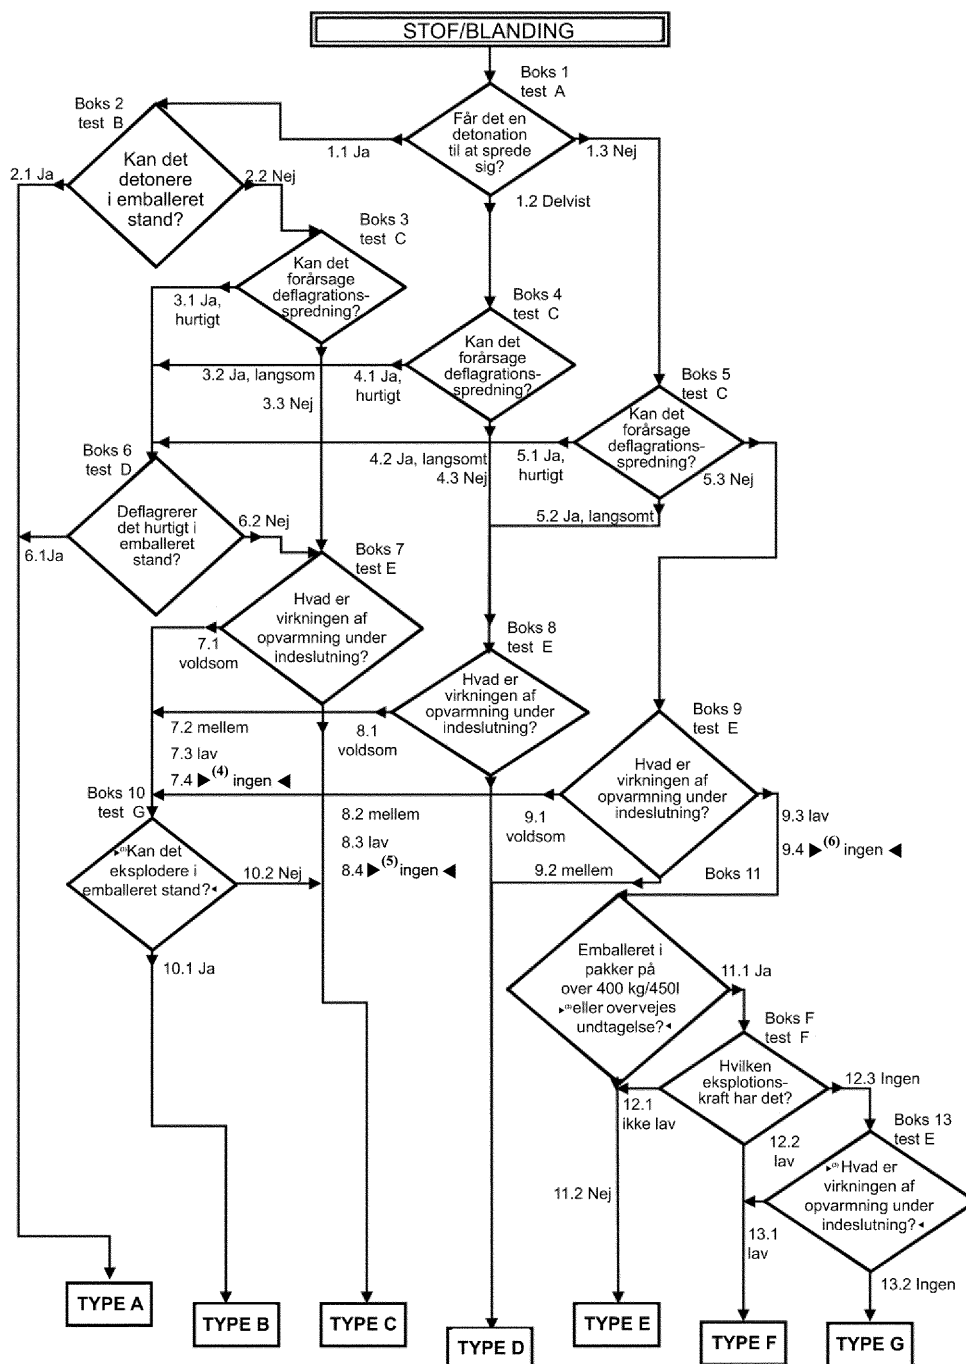 STOF/BLANDING
Boks 1
test A
Får det en
detonation
til at sprede
sig?
1.1 Ja
1.3 Nej
1.2 Delvist
Boks 2
test B
Kan det
detonere
i emballeret
stand?
2.1 Ja
2.2 Nej
Boks 3
test C
Kan det
forårsage
deflagrations-
spredning?
3.1 Ja,
hurtigt
3.2 Ja, langsom
3.3 Nej
Boks 4
test C
Kan det
forårsage
deflagrations-
spredning?
4.1 Ja,
hurtigt
4.2 Ja, langsomt
4.3 Nej
Boks 5
test C
Kan det
forårsage
deflagrations-
spredning?
5.1 Ja,
hurtigt
5.3 Nej
5.2 Ja, langsomt
Boks 6
test D
Deflagrerer
det hurtigt i
emballeret
stand?
6.1Ja
6.2 Nej
Boks 7
test E
Hvad er
virkningen af
opvarmning under
indeslutning?
7.1
voldsom
7.2 mellem
7.3 lav
7.4 ►(4) ingen ◄
Boks 8
test E
Hvad er
virkningen af
opvarmning under
indeslutning?
8.1
voldsom
8.2 mellem
8.3 lav
8.4 ►(5) ingen ◄
Boks 9
test E
Hvad er
virkningen af
opvarmning under
indeslutning?
9.1
voldsom
9.2 mellem
9.3 lav
9.4 ►(6) ingen ◄
Boks 10
test G
Kan det
eksplodere i
emballeret stand? ◄
10.2 Nej
10.1 Ja
Boks 11
Emballeret i
pakker på
over 400 kg/450l
eller overvejes
undtagelse? ◄
11.1 Ja
11.2 Nej
Boks F
test F
Hvilken
eksplotions-
kraft har det?
12.1
ikke lav
12.2
lav
12.3 Ingen
Boks 13
test E
Hvad er
virkningen af
opvarmning under
indeslutning? ◄
13.1
lav
13.2 Ingen
TYPE A
TYPE B
TYPE C
TYPE D
TYPE E
TYPE F
TYPE G